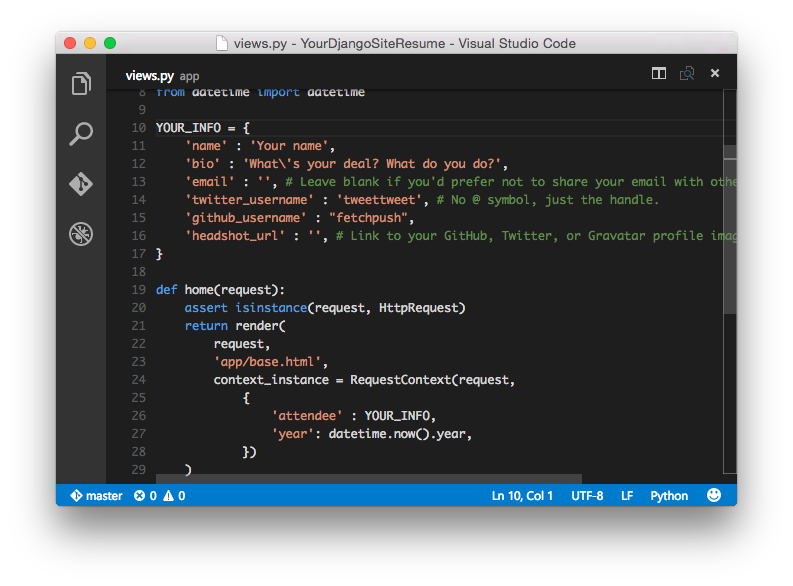 views.py - YourDjangoSiteResume - Visual Studio Code
views.py app
8 from datetime import datetime
9
10 YOUR_INFO = {
11     'name' : 'Your name',
12     'bio' : 'What\'s your deal? What do you do?',
13     'email' : '', # Leave blank if you'd prefer not to share your email with othe
14     'twitter_username' : 'tweettweet', # No @ symbol, just the handle.
15     'github_username' : "fetchpush",
16     'headshot_url' : '', # Link to your GitHub, Twitter, or Gravatar profile imag
17 }
18
19 def home(request):
20     assert isinstance(request, HttpRequest)
21     return render(
22         request,
23         'app/base.html',
24         context_instance = RequestContext(request,
25             {
26                 'attendee' : YOUR_INFO,
27                 'year': datetime.now().year,
28             })
29     )
master 0 0 Ln 10, Col 1 UTF-8 LF Python